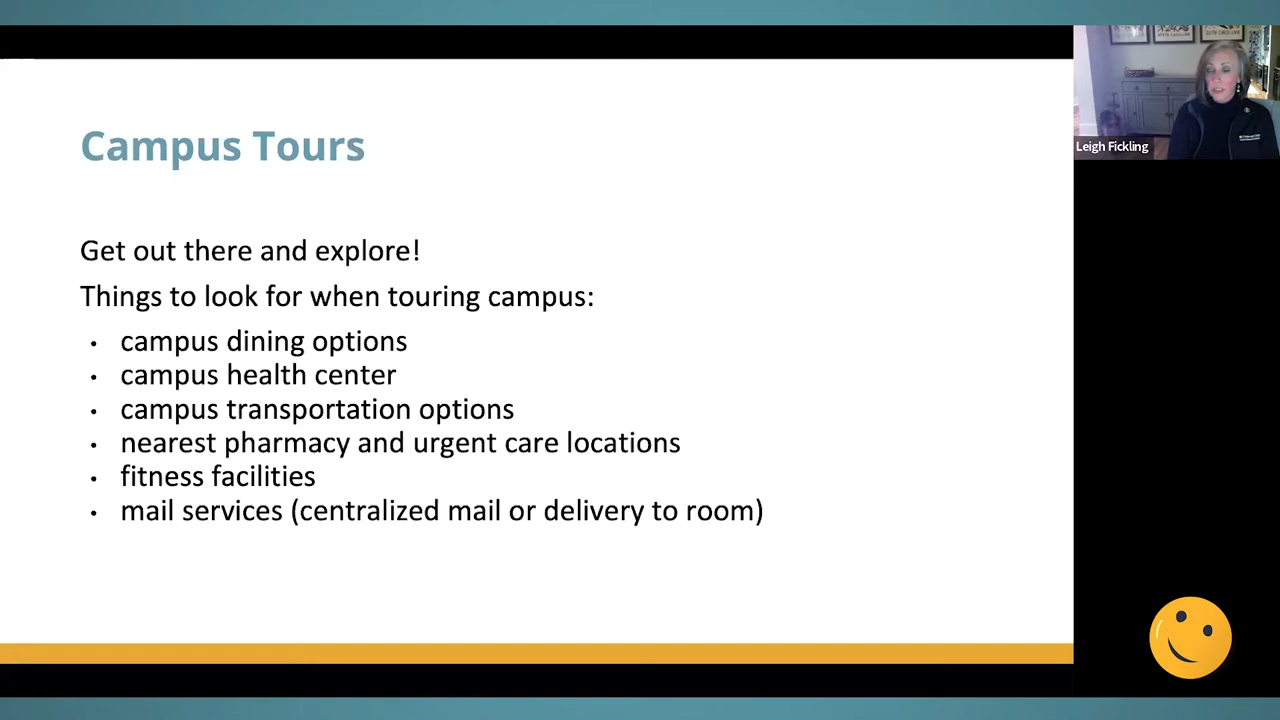 Campus Tours
Get out there and explore!
Things to look for when touring campus:
• campus dining options
• campus health center
• campus transportation options
• nearest pharmacy and urgent care locations
• fitness facilities
• mail services (centralized mail or delivery to room)
Leigh Fickling